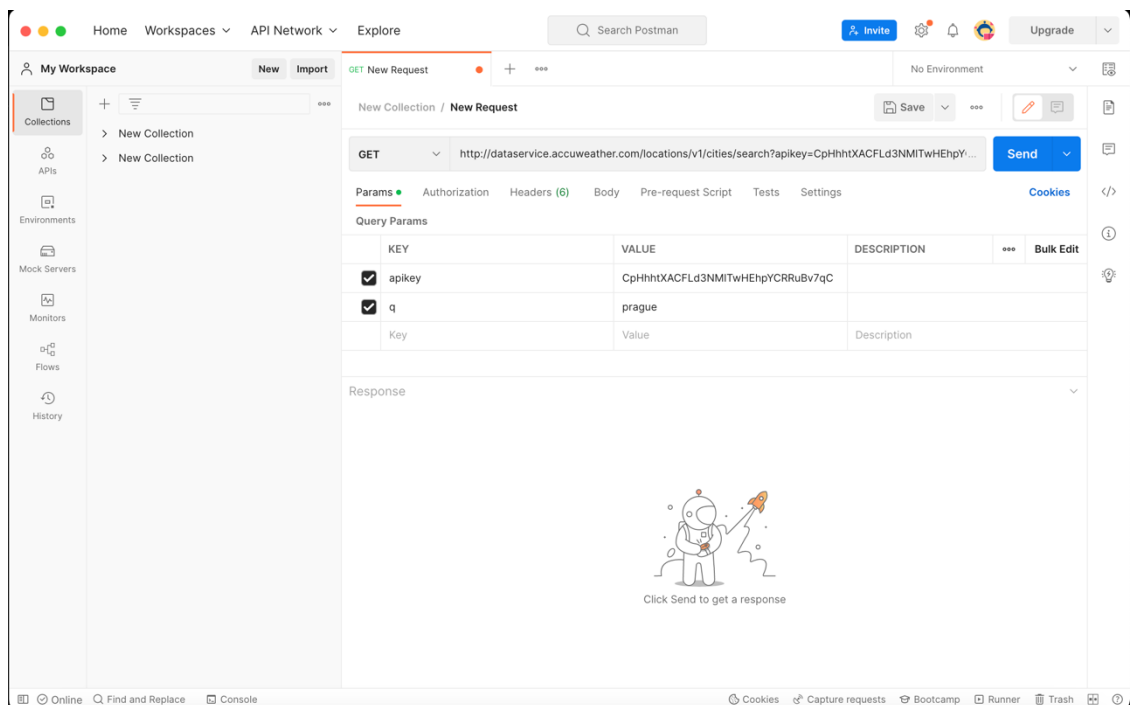 Home Workspaces API Network Explore Search Postman Invite Upgrade
My Workspace New Import GET New Request No Environment
Collections
APIs
Environments
Mock Servers
Monitors
Flows
History
New Collection
New Collection
New Collection / New Request Save
GET http://dataservice.accuweather.com/locations/v1/cities/search?apikey=CpHhhtXACFLd3NMITwHEhpY... Send
Params Authorization Headers (6) Body Pre-request Script Tests Settings Cookies
Query Params
KEY VALUE DESCRIPTION Bulk Edit
apikey CpHhhtXACFLd3NMITwHEhpYCRRuBv7qC
q prague
Key Value Description
Response
Click Send to get a response
Online Find and Replace Console Cookies Capture requests Bootcamp Runner Trash